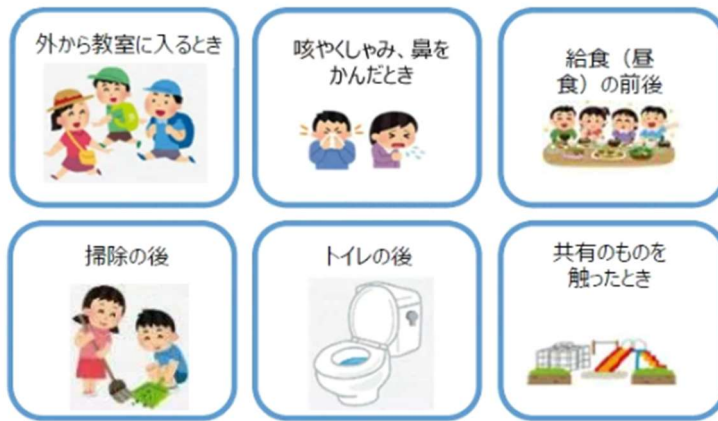 外から教室に入るとき
咳やくしゃみ、鼻を
かんだとき
給食（昼
食）の前後
掃除の後
トイレの後
共有のものを
触ったとき